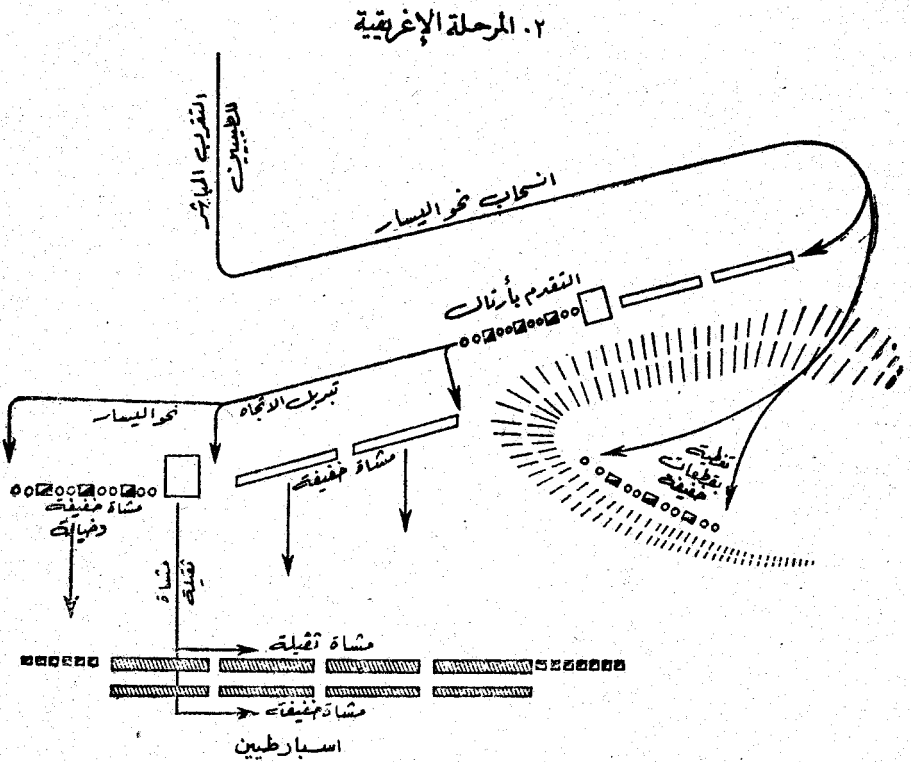 ٢. المرحلة الإغريقية
التقرب المباشر
للطيبيين
انسحاب نحو اليسار
التقدم بأرتال
تبديل الاتجاه
نحو اليسار
تغطية
بقطعات
خفيفة
مشاة خفيفة
مشاة خفيفة
وخيالة
مشاة
ثقيلة
مشاة ثقيلة
مشاة خفيفة
اسبارطيين